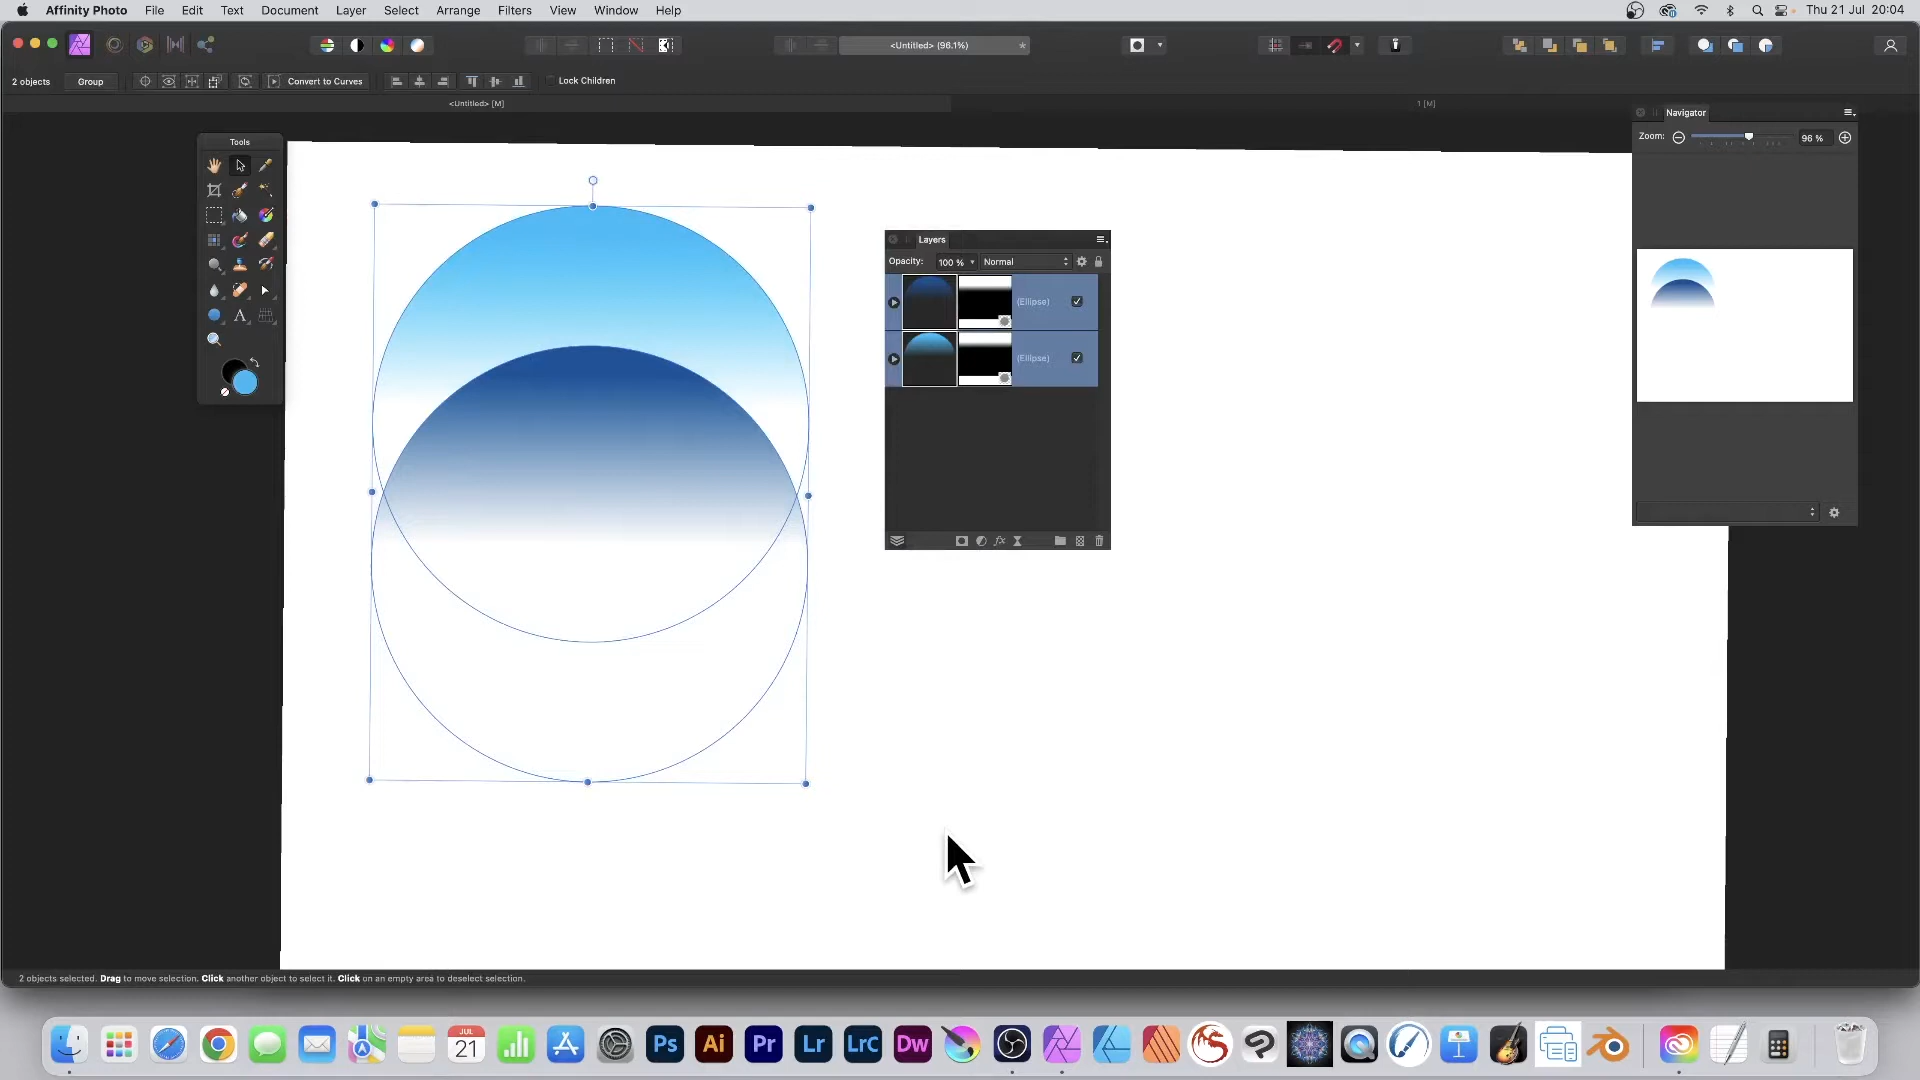 Affinity Photo File Edit Text Document Layer Select Arrange Filters View Window Help Thu 21 Jul 20:04
<Untitled> (96.1%)
2 objects Group Convert to Curves Lock Children
<Untitled> [M] 1 [M]
Navigator
Zoom: 96 %
Tools
A
Layers
Opacity: 100 % Normal
(Ellipse)
(Ellipse)
fx
2 objects selected. Drag to move selection. Click another object to select it. Click on an empty area to deselect selection.
JUL
21
Ps Ai Pr Lr LrC Dw